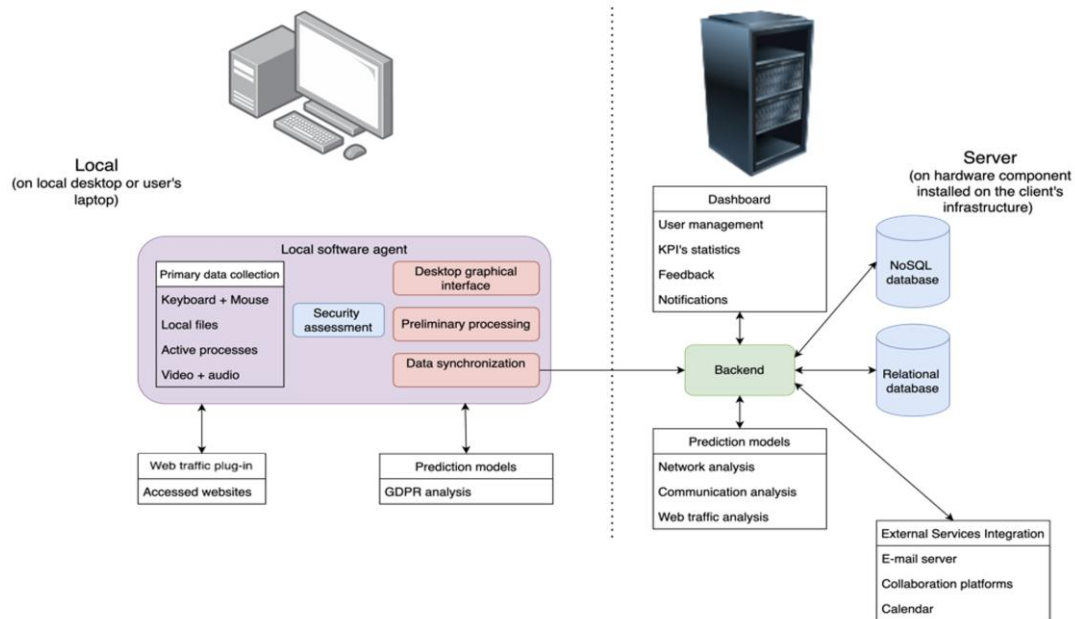 Local
(on local desktop or user's
laptop)
Local software agent
Primary data collection
Keyboard + Mouse
Local files
Active processes
Video + audio
Security
assessment
Desktop graphical
interface
Preliminary processing
Data synchronization
Web traffic plug-in
Accessed websites
Prediction models
GDPR analysis
Server
(on hardware component
installed on the client's
infrastructure)
Dashboard
User management
KPI's statistics
Feedback
Notifications
Backend
NoSQL
database
Relational
database
Prediction models
Network analysis
Communication analysis
Web traffic analysis
External Services Integration
E-mail server
Collaboration platforms
Calendar